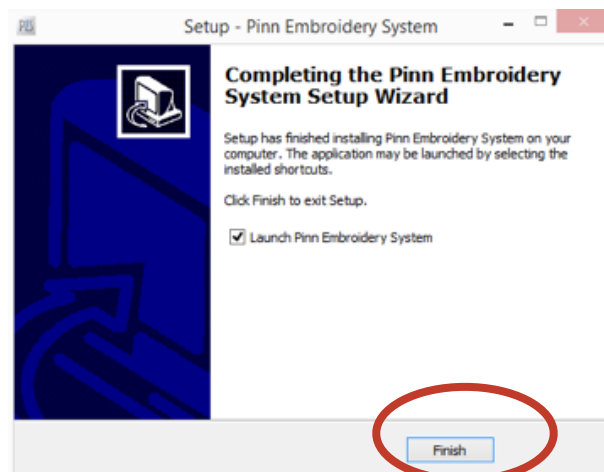 Setup - Pinn Embroidery System
Completing the Pinn Embroidery
System Setup Wizard
Setup has finished installing Pinn Embroidery System on your
computer. The application may be launched by selecting the
installed shortcuts.
Click Finish to exit Setup.
Launch Pinn Embroidery System
Finish